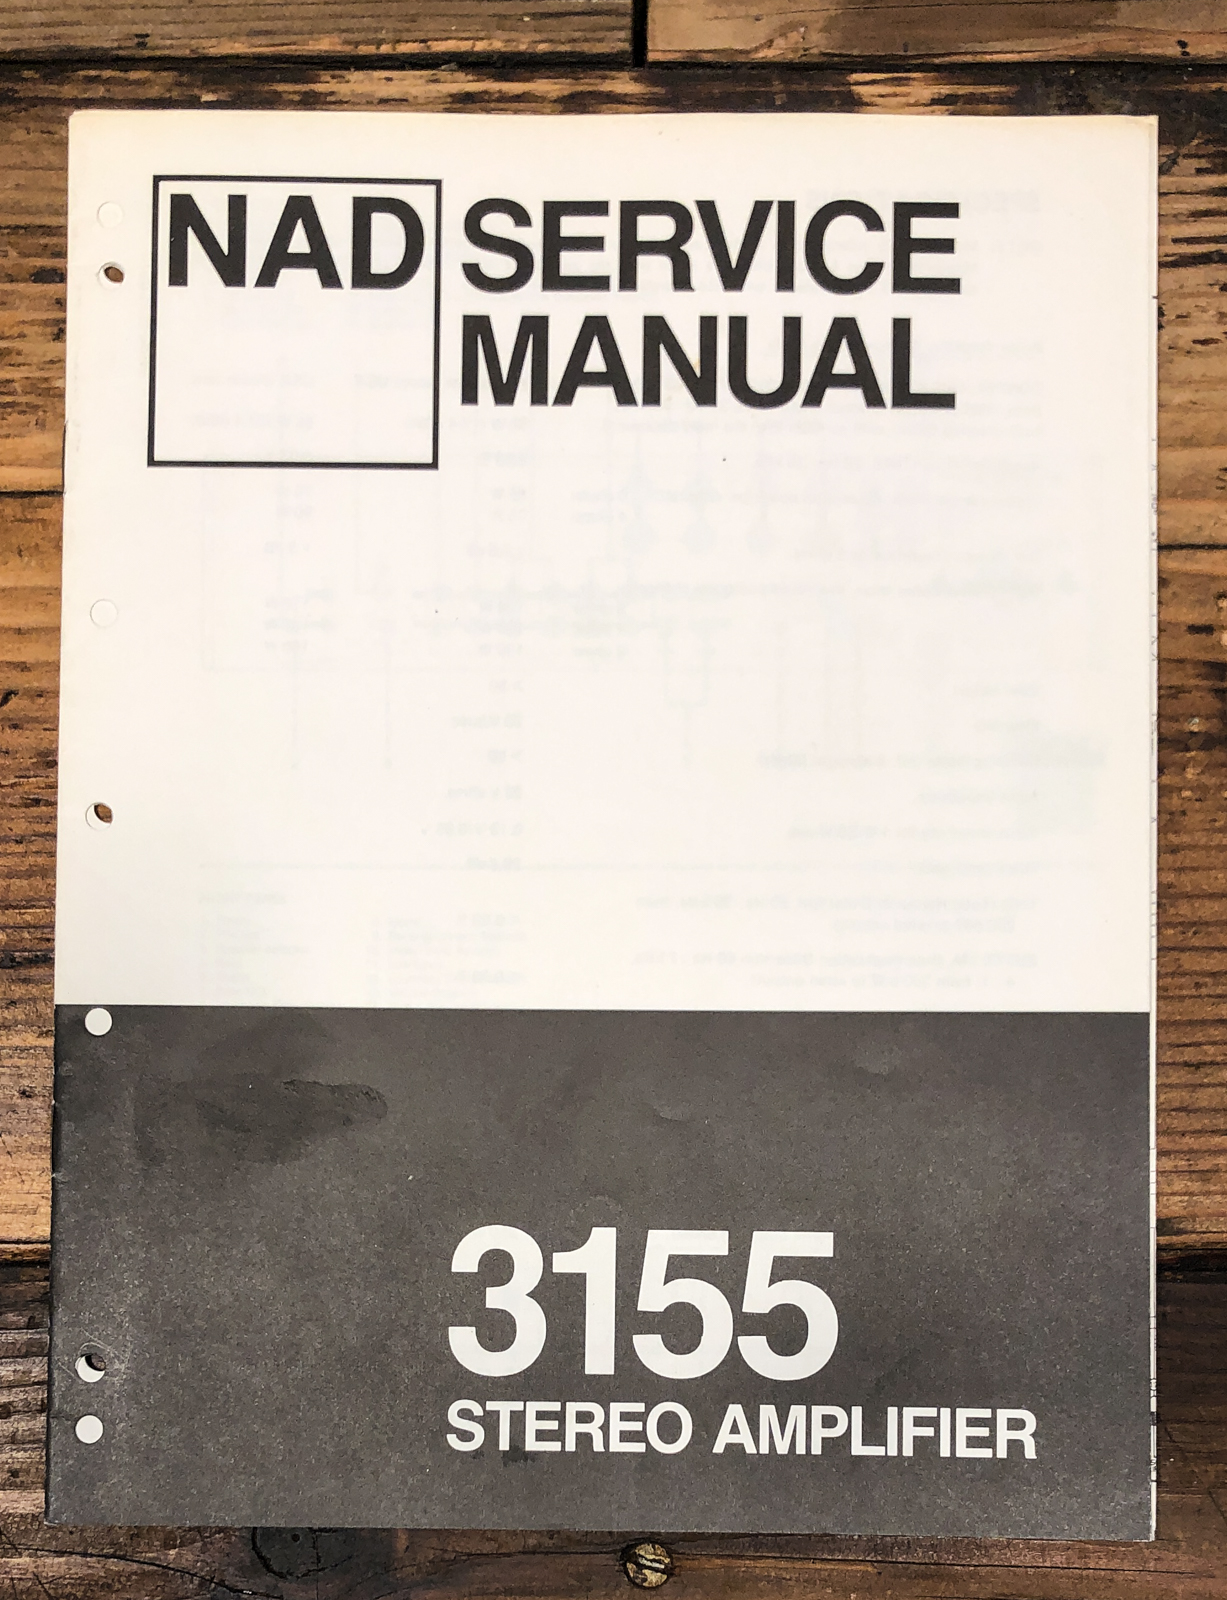 NAD SERVICE
MANUAL
3155
STEREO AMPLIFIER